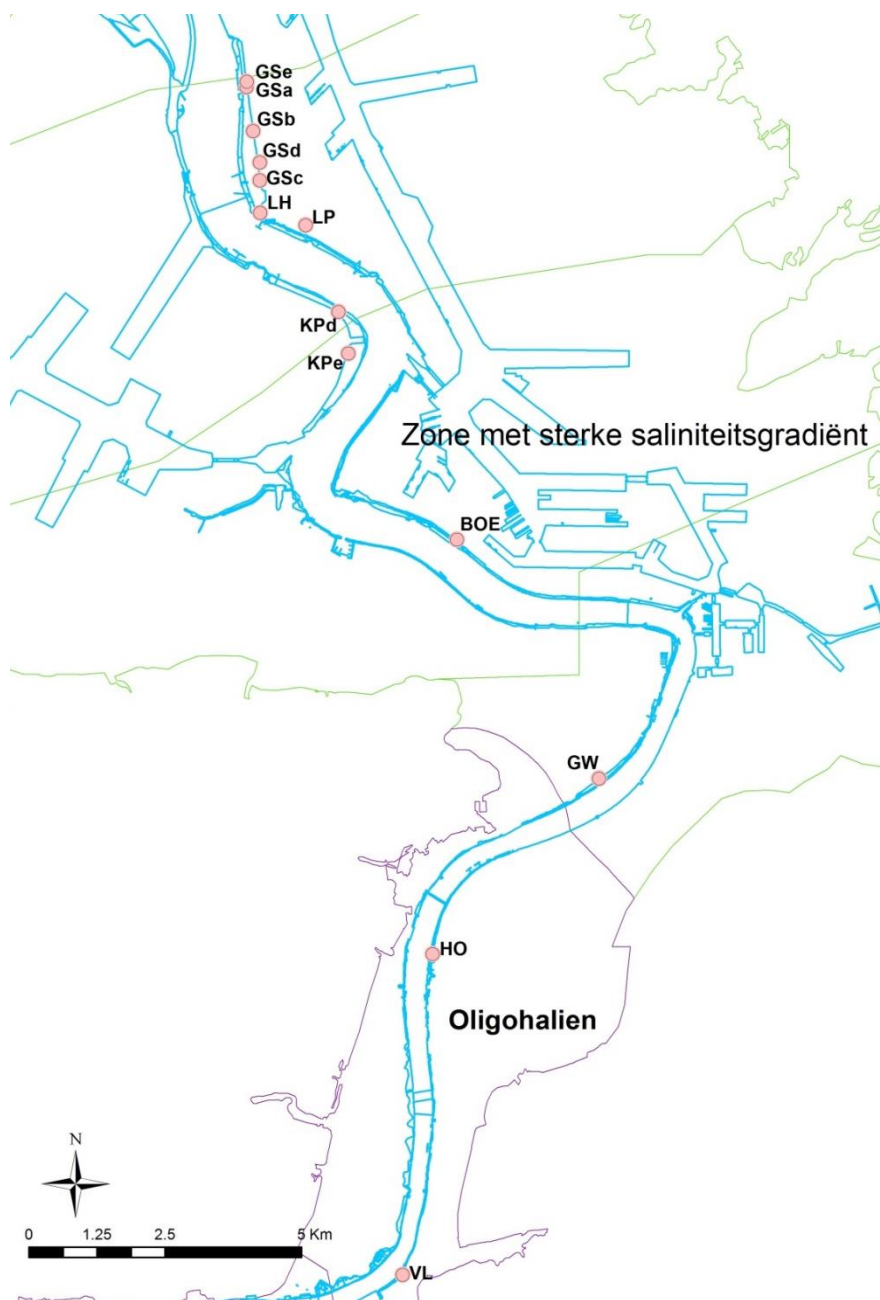 GSe
GSa
GSb
GSd
GSc
LH
LP
KPd
KPe
Zone met sterke saliniteitsgradiënt
BOE
GW
HO
Oligohalien
N
0 1.25 2.5 5 Km
VL